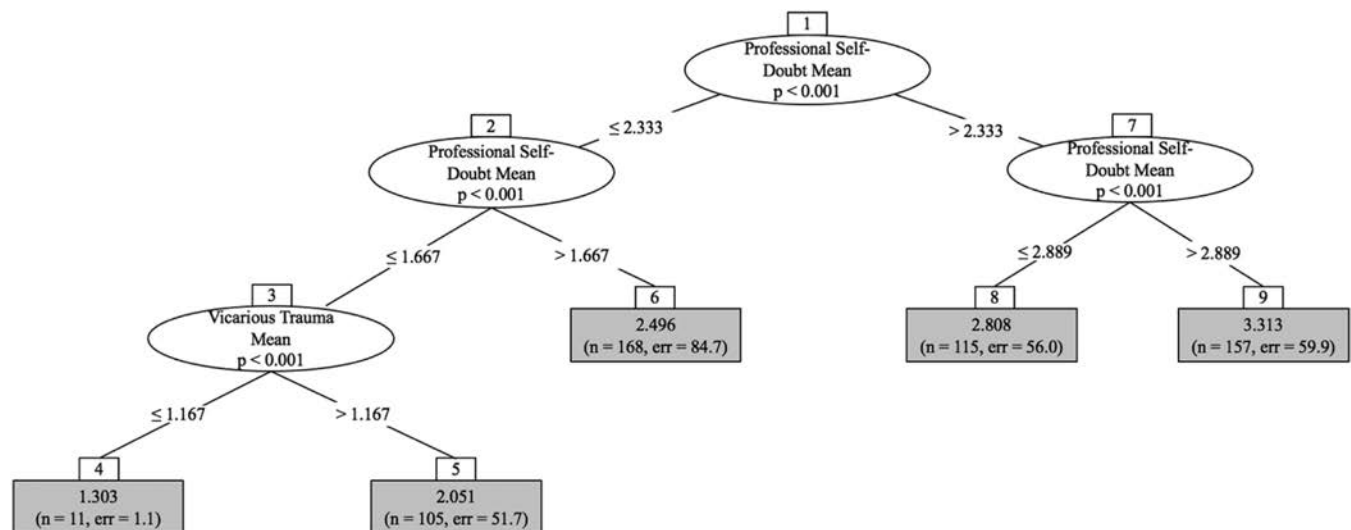 1
Professional Self-
Doubt Mean
p < 0.001
≤ 2.333
> 2.333
2
Professional Self-
Doubt Mean
p < 0.001
7
Professional Self-
Doubt Mean
p < 0.001
≤ 1.667
> 1.667
≤ 2.889
> 2.889
3
Vicarious Trauma
Mean
p < 0.001
6
2.496
(n = 168, err = 84.7)
8
2.808
(n = 115, err = 56.0)
9
3.313
(n = 157, err = 59.9)
≤ 1.167
> 1.167
4
1.303
(n = 11, err = 1.1)
5
2.051
(n = 105, err = 51.7)